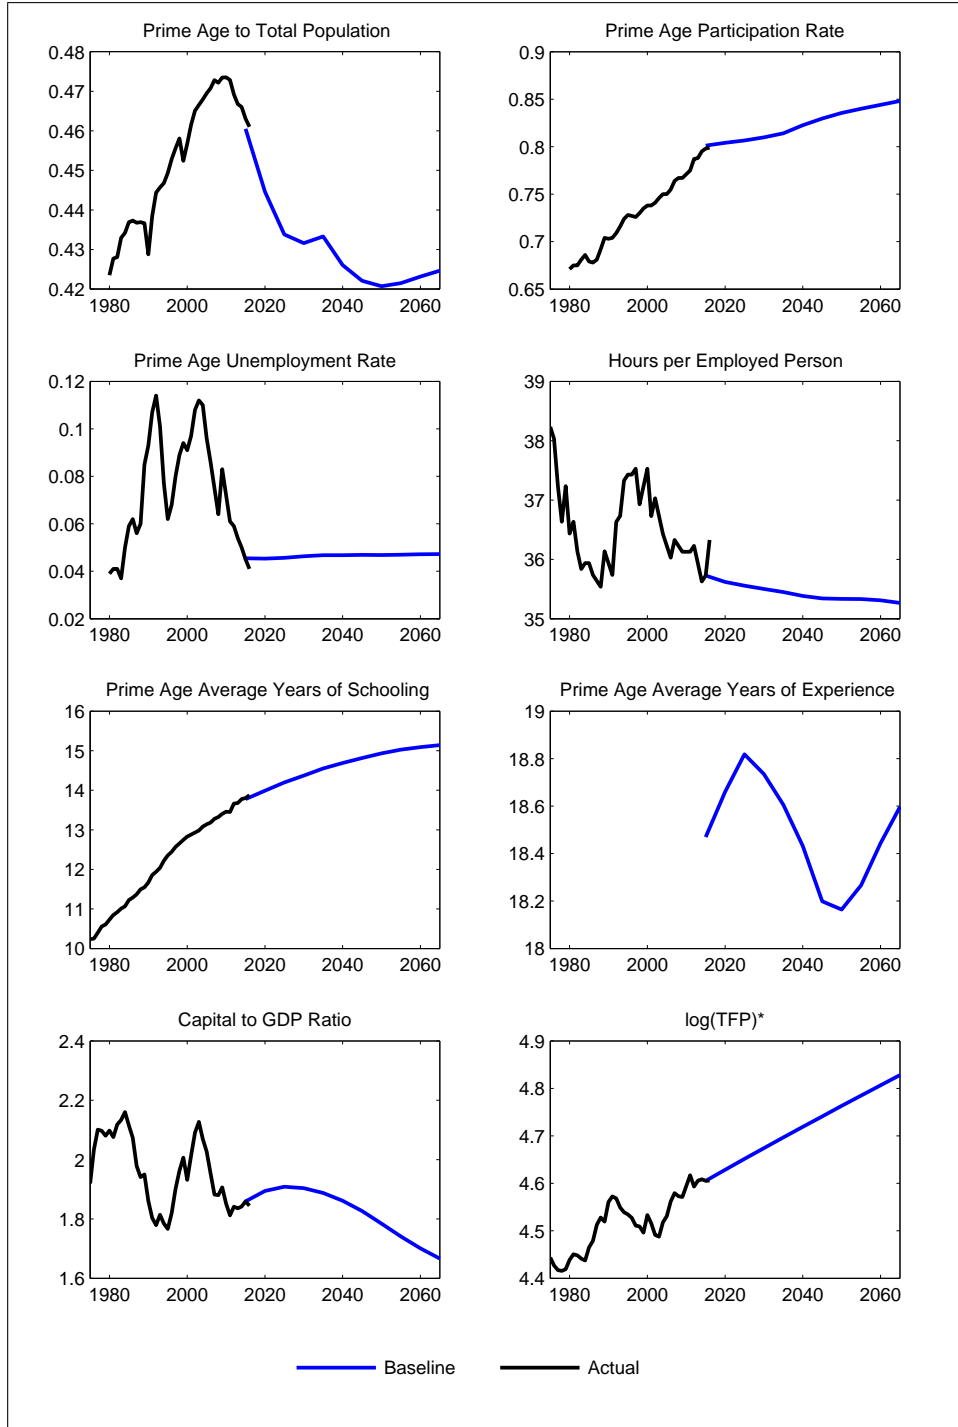 Prime Age to Total Population
0.48
0.47
0.46
0.45
0.44
0.43
0.42
1980 2000 2020 2040 2060
Prime Age Participation Rate
0.9
0.85
0.8
0.75
0.7
0.65
1980 2000 2020 2040 2060
Prime Age Unemployment Rate
0.12
0.1
0.08
0.06
0.04
0.02
1980 2000 2020 2040 2060
Hours per Employed Person
39
38
37
36
35
1980 2000 2020 2040 2060
Prime Age Average Years of Schooling
16
15
14
13
12
11
10
1980 2000 2020 2040 2060
Prime Age Average Years of Experience
19
18.8
18.6
18.4
18.2
18
1980 2000 2020 2040 2060
Capital to GDP Ratio
2.4
2.2
2
1.8
1.6
1980 2000 2020 2040 2060
log(TFP)*
4.9
4.8
4.7
4.6
4.5
4.4
1980 2000 2020 2040 2060
Baseline Actual